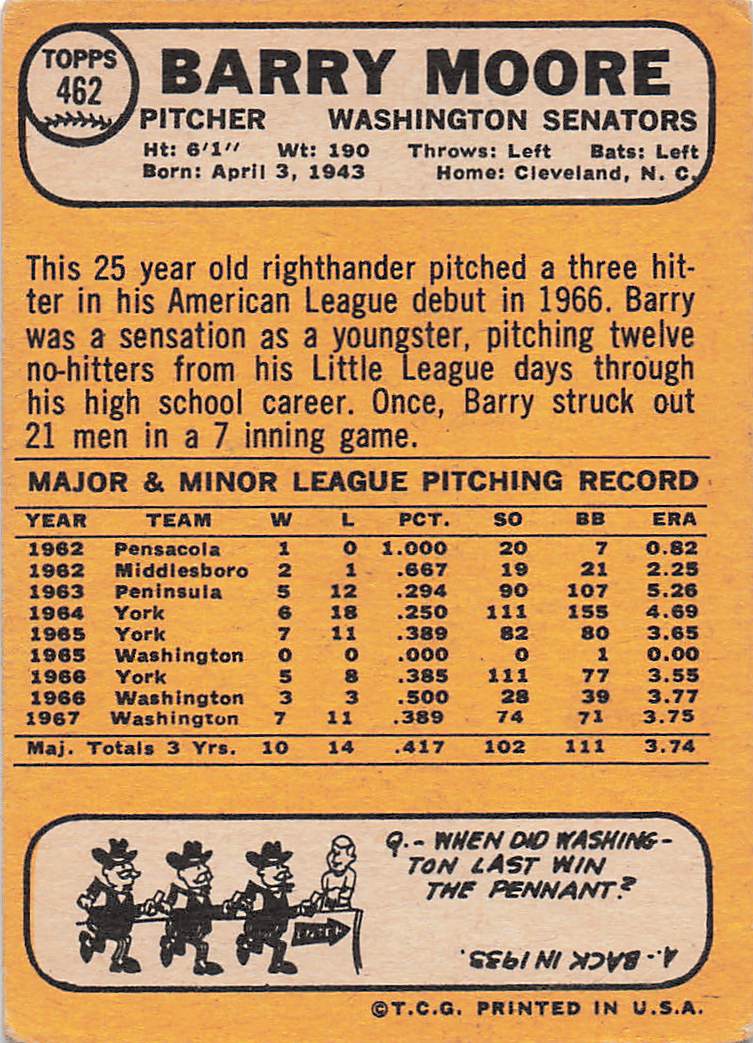 TOPPS
462
BARRY MOORE
PITCHER WASHINGTON SENATORS
Ht: 6'1" Wt: 190 Throws: Left Bats: Left
Born: April 3, 1943 Home: Cleveland, N. C.
This 25 year old righthander pitched a three hit-
ter in his American League debut in 1966. Barry
was a sensation as a youngster, pitching twelve
no-hitters from his Little League days through
his high school career. Once, Barry struck out
21 men in a 7 inning game.
MAJOR & MINOR LEAGUE PITCHING RECORD
YEAR TEAM W L PCT. SO BB ERA
1962 Pensacola 1 0 1.000 20 7 0.82
1962 Middlesboro 2 1 .667 19 21 2.25
1963 Peninsula 5 12 .294 90 107 5.26
1964 York 6 18 .250 111 155 4.69
1965 York 7 11 .389 82 80 3.65
1965 Washington 0 0 .000 0 1 0.00
1966 York 5 8 .385 111 77 3.55
1966 Washington 3 3 .500 28 39 3.77
1967 Washington 7 11 .389 74 71 3.75
Maj. Totals 3 Yrs. 10 14 .417 102 111 3.74
Q.- WHEN DID WASHING-
TON LAST WIN
THE PENNANT?
A.- BACK IN 1933.
©T.C.G. PRINTED IN U.S.A.